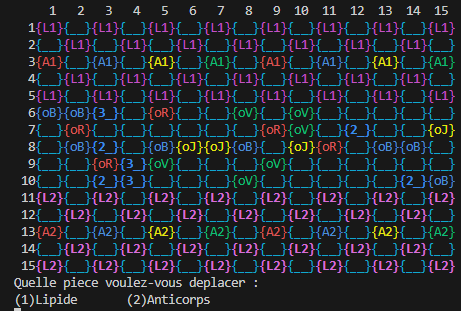 1 2 3 4 5 6 7 8 9 10 11 12 13 14 15
1{L1}{__}{L1}{__}{L1}{__}{L1}{__}{L1}{__}{L1}{__}{L1}{__}{L1}
2{__}{L1}{__}{L1}{__}{L1}{__}{L1}{__}{L1}{__}{L1}{__}{L1}{__}
3{A1}{__}{A1}{__}{A1}{__}{A1}{__}{A1}{__}{A1}{__}{A1}{__}{A1}
4{__}{L1}{__}{L1}{__}{L1}{__}{L1}{__}{L1}{__}{L1}{__}{L1}{__}
5{L1}{__}{L1}{__}{L1}{__}{L1}{__}{L1}{__}{L1}{__}{L1}{__}{L1}
6{oB}{oB}{3_}{__}{oR}{__}{__}{oV}{__}{oV}{__}{__}{__}{__}{__}
7{__}{oR}{__}{__}{__}{__}{__}{__}{oR}{oV}{__}{2_}{__}{__}{oJ}
8{__}{oB}{2_}{__}{oB}{oJ}{oJ}{oB}{__}{oJ}{oR}{__}{oB}{oB}{__}
9{__}{__}{oR}{3_}{oV}{__}{__}{__}{oV}{__}{__}{__}{__}{__}{__}
10{__}{__}{2_}{3_}{__}{__}{__}{oV}{__}{__}{__}{__}{__}{2_}{oB}
11{L2}{__}{L2}{__}{L2}{__}{L2}{__}{L2}{__}{L2}{__}{L2}{__}{L2}
12{__}{L2}{__}{L2}{__}{L2}{__}{L2}{__}{L2}{__}{L2}{__}{L2}{__}
13{A2}{__}{A2}{__}{A2}{__}{A2}{__}{A2}{__}{A2}{__}{A2}{__}{A2}
14{__}{L2}{__}{L2}{__}{L2}{__}{L2}{__}{L2}{__}{L2}{__}{L2}{__}
15{L2}{__}{L2}{__}{L2}{__}{L2}{__}{L2}{__}{L2}{__}{L2}{__}{L2}
Quelle piece voulez-vous deplacer :
(1)Lipide (2)Anticorps